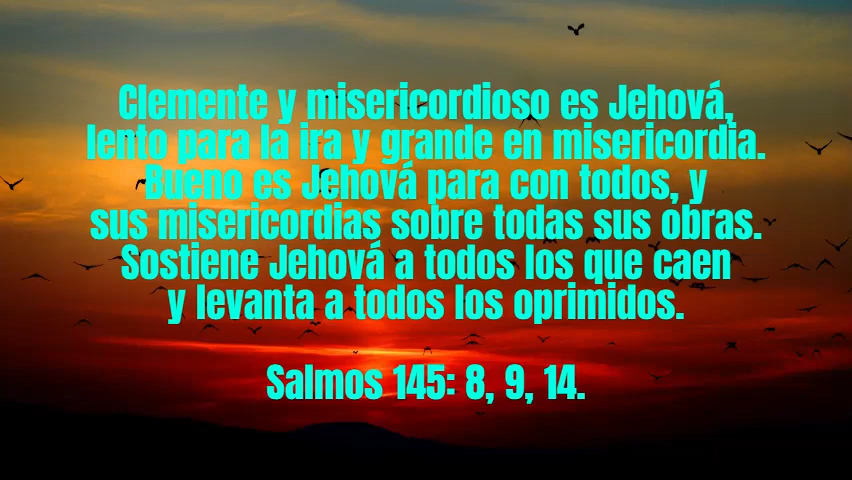 Clemente y misericordioso es Jehová,
lento para la ira y grande en misericordia.
Bueno es Jehová para con todos, y
sus misericordias sobre todas sus obras.
Sostiene Jehová a todos los que caen
y levanta a todos los oprimidos.
Salmos 145: 8, 9, 14.